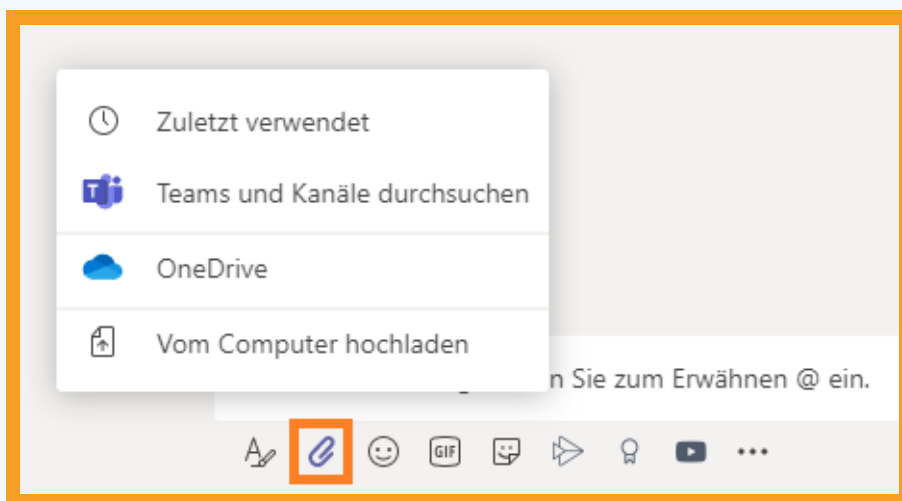 Zuletzt verwendet
Teams und Kanäle durchsuchen
OneDrive
Vom Computer hochladen
n Sie zum Erwähnen @ ein.
GIF